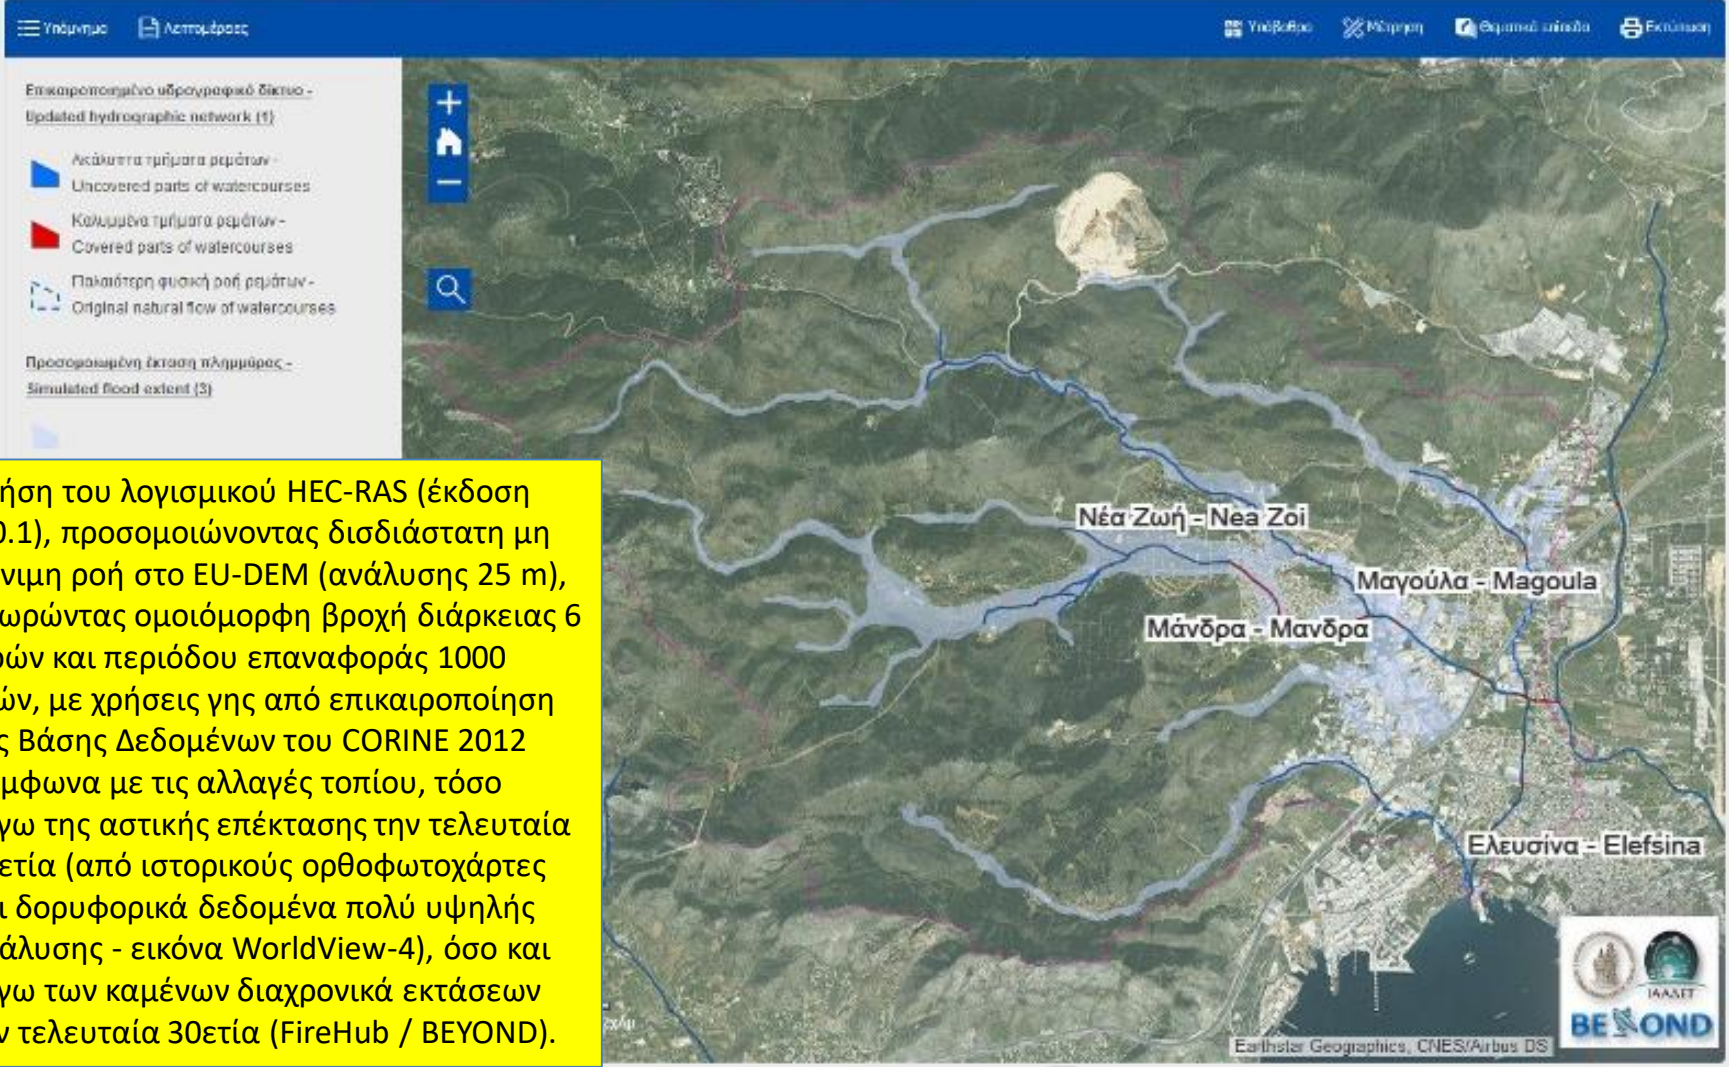 Υπόμνημα
Λεπτομέρειες
Υπόβαθρο
Μέτρηση
Θεματικά επίπεδα
Εκτύπωση
Επικαιροποιημένο υδρογραφικό δίκτυο -
Updated hydrographic network (1)
Ακάλυπτα τμήματα ρεμάτων -
Uncovered parts of watercourses
Καλυμμένα τμήματα ρεμάτων -
Covered parts of watercourses
Παλαιότερη φυσική ροή ρεμάτων -
Original natural flow of watercourses
Προσομοιωμένη έκταση πλημμύρας -
Simulated flood extent (3)
ήση του λογισμικού HEC-RAS (έκδοση
0.1), προσομοιώνοντας δισδιάστατη μη
νιμη ροή στο EU-DEM (ανάλυσης 25 m),
ωρώντας ομοιόμορφη βροχή διάρκειας 6
ρών και περιόδου επαναφοράς 1000
ών, με χρήσεις γης από επικαιροποίηση
ς Βάσης Δεδομένων του CORINE 2012
μφωνα με τις αλλαγές τοπίου, τόσο
γω της αστικής επέκτασης την τελευταία
ετία (από ιστορικούς ορθοφωτοχάρτες
ι δορυφορικά δεδομένα πολύ υψηλής
άλυσης - εικόνα WorldView-4), όσο και
γω των καμένων διαχρονικά εκτάσεων
ν τελευταία 30ετία (FireHub / BEYOND).
Νέα Ζωή - Nea Zoi
Μαγούλα - Magoula
Μάνδρα - Μανδρα
Ελευσίνα - Elefsina
ΙΑΑΔΕΤ
BEYOND
Earthstar Geographics, CNES/Airbus DS